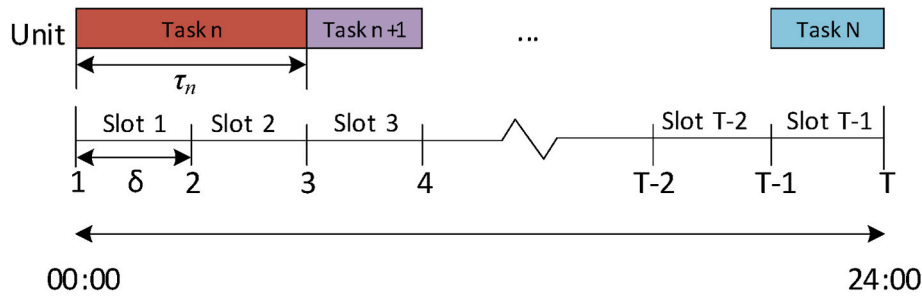 Unit Task n Task n+1 ... Task N
τn
Slot 1 Slot 2 Slot 3 Slot T-2 Slot T-1
δ
1 2 3 4 T-2 T-1 T
00:00 24:00